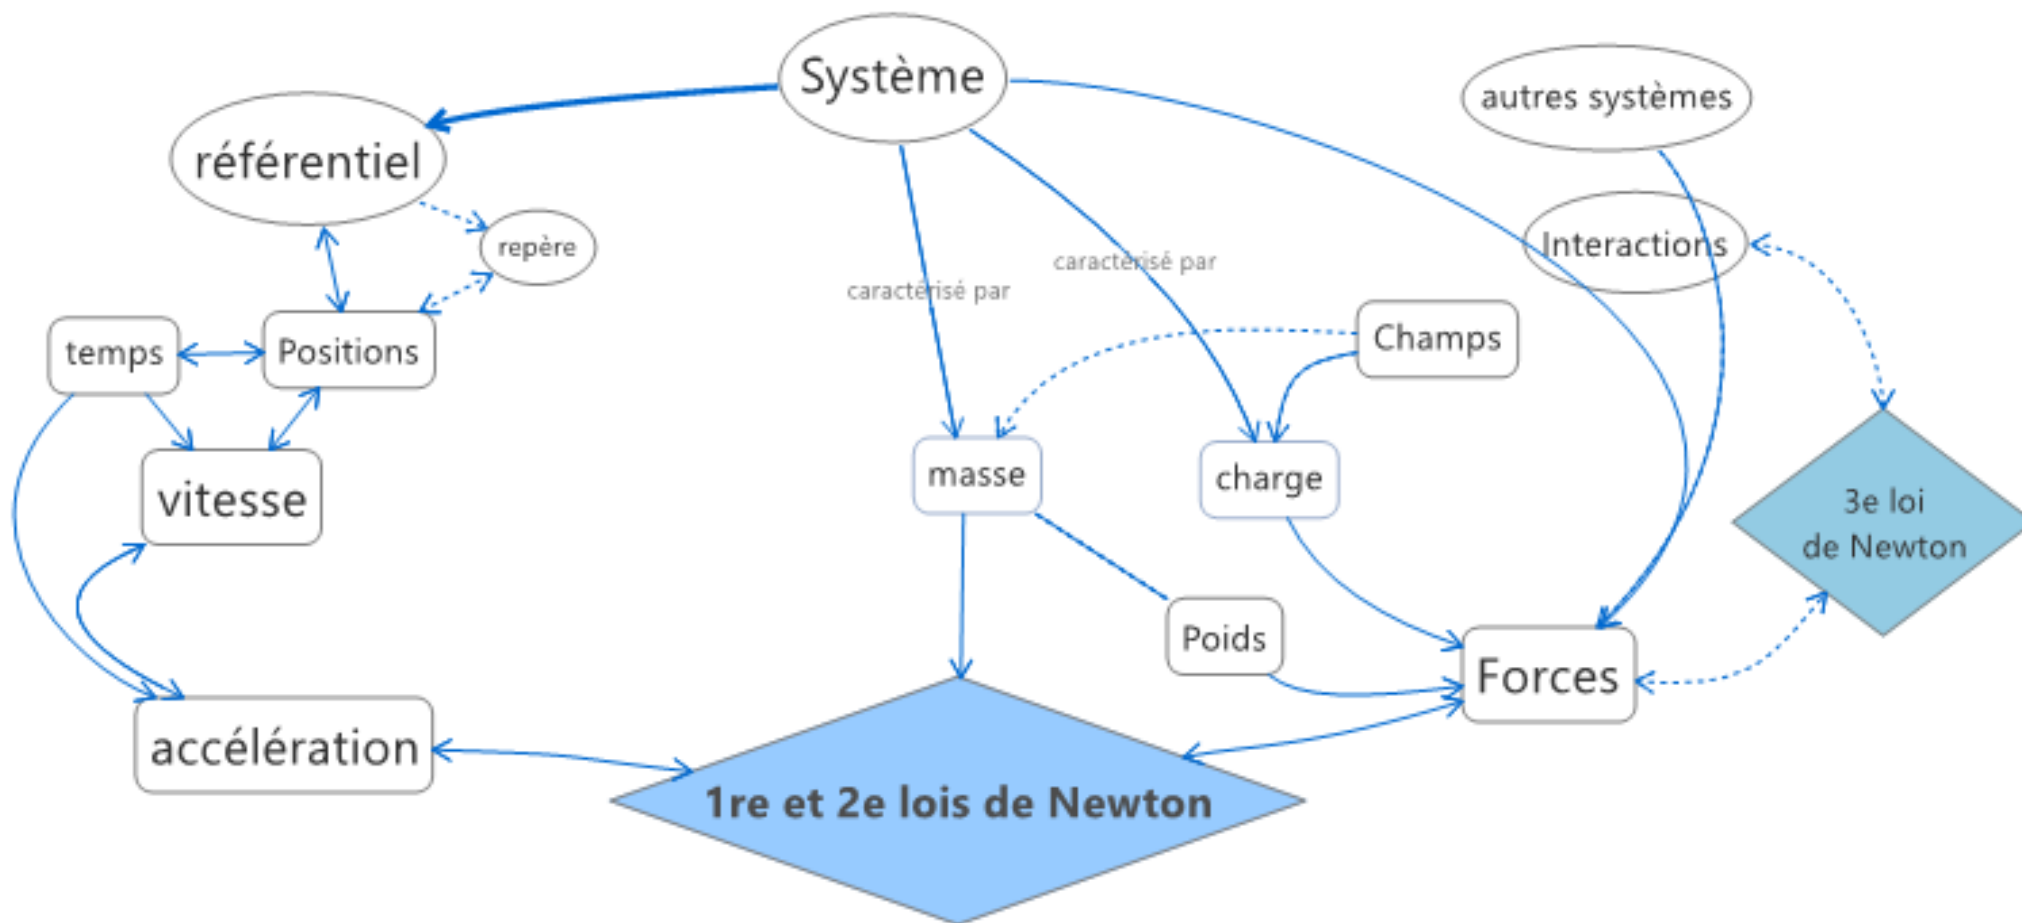 Système
autres systèmes
référentiel
repère
Interactions
caractérisé par
caractérisé par
temps
Positions
Champs
vitesse
masse
charge
3e loi
de Newton
Poids
Forces
accélération
1re et 2e lois de Newton